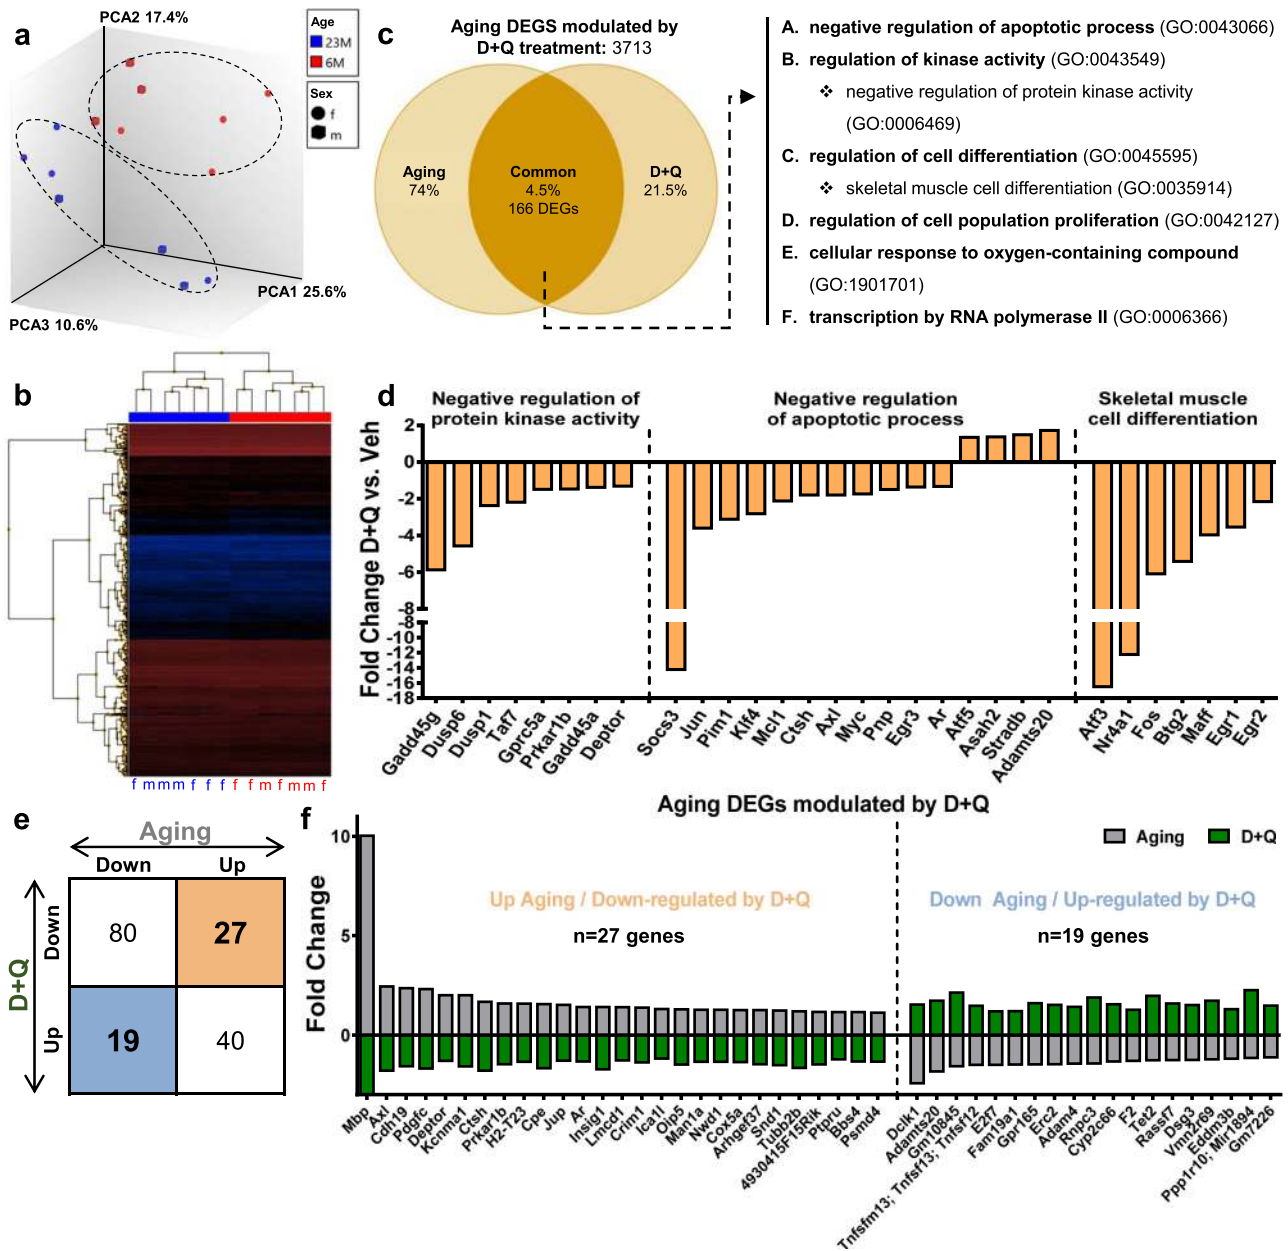 a
PCA2 17.4%
PCA1 25.6%
PCA3 10.6%
Age
23M
6M
Sex
f
m
c
Aging DEGS modulated by
D+Q treatment: 3713
Aging
74%
Common
4.5%
166 DEGs
D+Q
21.5%
A. negative regulation of apoptotic process (GO:0043066)
B. regulation of kinase activity (GO:0043549)
❖ negative regulation of protein kinase activity
(GO:0006469)
C. regulation of cell differentiation (GO:0045595)
❖ skeletal muscle cell differentiation (GO:0035914)
D. regulation of cell population proliferation (GO:0042127)
E. cellular response to oxygen-containing compound
(GO:1901701)
F. transcription by RNA polymerase II (GO:0006366)
b
f m m m f f f f f m f m m f
d
Negative regulation of
protein kinase activity
Negative regulation
of apoptotic process
Skeletal muscle
cell differentiation
Fold Change D+Q vs. Veh
2
0
-2
-4
-6
-8
-8
-10
-12
-14
-16
-18
Gadd45g
Dusp6
Dusp1
Taf7
Gprc5a
Prkar1b
Gadd45a
Deptor
Socs3
Jun
Pim1
Klf4
Mcl1
Ctsh
Axl
Myc
Pnp
Egr3
Ar
Atf5
Asah2
Stradb
Adamts20
Atf3
Nr4a1
Fos
Btg2
Maff
Egr1
Egr2
e
Aging
Down Up
D+Q
Down
Up
80
27
19
40
f
Aging DEGs modulated by D+Q
Aging
D+Q
Fold Change
10
5
0
Up Aging / Down-regulated by D+Q
n=27 genes
Down Aging / Up-regulated by D+Q
n=19 genes
Mbp
Axl
Cdh19
Pdgfc
Deptor
Kcnma1
Ctsh
Prkar1b
H2-T23
Cpe
Jup
Ar
Insig1
Lmcd1
Crim1
Ica1l
Olp5
Man1a
Nwd1
Cox5a
Arhgef37
Snd1
Tubb2b
4930415F15Rik
Ptpru
Bbs4
Psmd4
Dclk1
Adamts20
Gm10845
Tnfsfm13; Tnfsf13; Tnfsf12
E2f7
Fam19a1
Gpr165
Erc2
Adam4
Rnpc3
Cyp2c66
F2
Tet2
Rassf7
Dsg3
Vmn2r69
Eddm3b
Ppp1r10; Mir1894
Gm7226